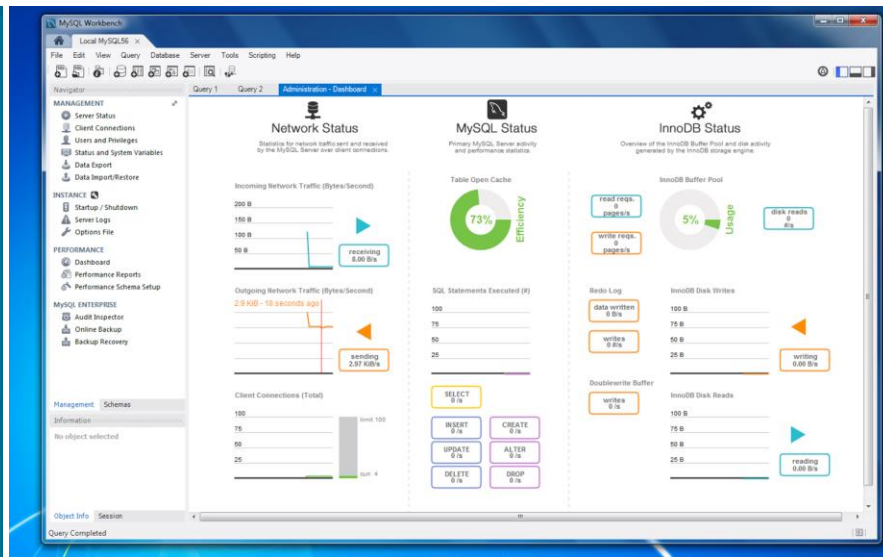 MySQL Workbench
Local MySQL56 ×
File Edit View Query Database Server Tools Scripting Help
Navigator
MANAGEMENT
Server Status
Client Connections
Users and Privileges
Status and System Variables
Data Export
Data Import/Restore
INSTANCE
Startup / Shutdown
Server Logs
Options File
PERFORMANCE
Dashboard
Performance Reports
Performance Schema Setup
MySQL ENTERPRISE
Audit Inspector
Online Backup
Backup Recovery
Management Schemas
Information
No object selected
Object Info Session
Query Completed
Query 1 Query 2 Administration - Dashboard ×
Network Status
Statistics for network traffic sent and received
by the MySQL Server over client connections.
Incoming Network Traffic (Bytes/Second)
200 B
150 B
100 B
50 B
receiving
8.00 B/s
Outgoing Network Traffic (Bytes/Second)
2.9 KiB - 18 seconds ago
sending
2.97 KiB/s
Client Connections (Total)
100
75
50
25
limit 100
curr. 4
MySQL Status
Primary MySQL Server activity
and performance statistics.
Table Open Cache
73%
Efficiency
SQL Statements Executed (#)
100
75
50
25
SELECT
0 /s
INSERT
0 /s
CREATE
0 /s
UPDATE
0 /s
ALTER
0 /s
DELETE
0 /s
DROP
0 /s
InnoDB Status
Overview of the InnoDB Buffer Pool and disk activity
generated by the InnoDB storage engine.
InnoDB Buffer Pool
read reqs.
0
pages/s
write reqs.
0
pages/s
5%
Usage
disk reads
0
#/s
Redo Log
data written
0 B/s
writes
0 #/s
InnoDB Disk Writes
100 B
75 B
50 B
25 B
writing
0.00 B/s
Doublewrite Buffer
writes
0 /s
InnoDB Disk Reads
100 B
75 B
50 B
25 B
reading
0.00 B/s